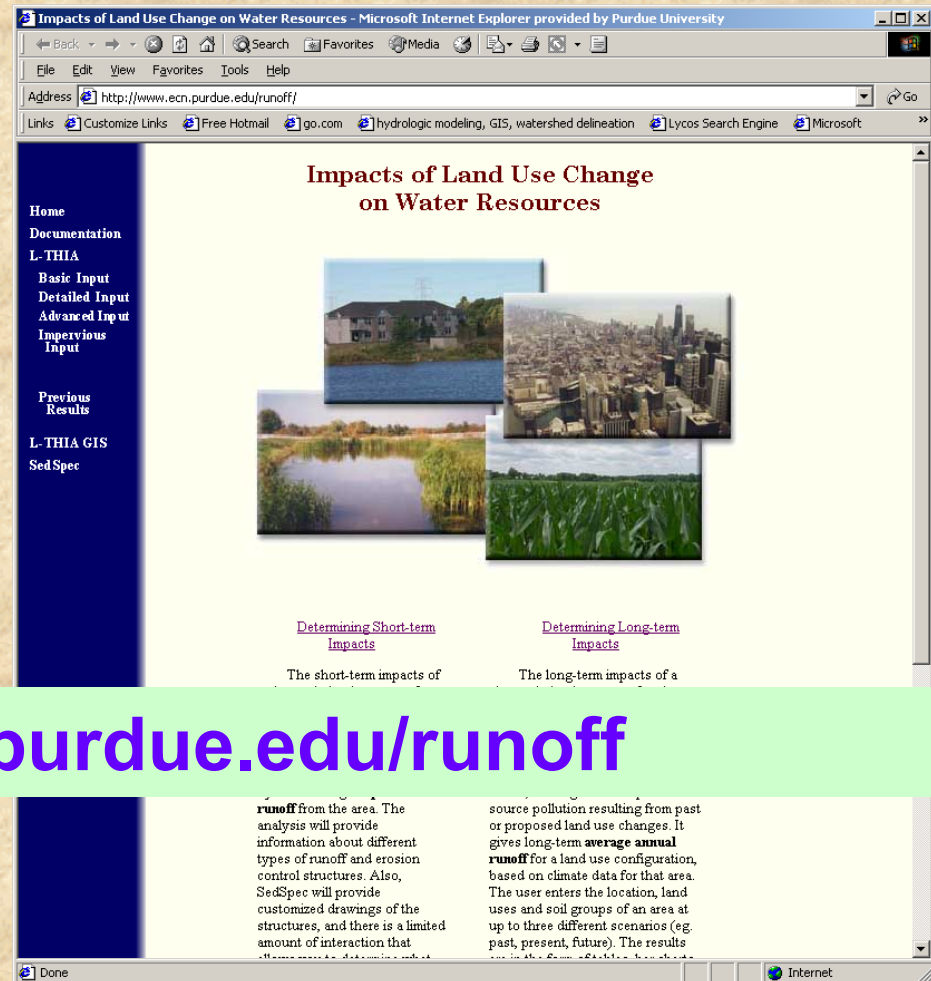 Impacts of Land Use Change on Water Resources - Microsoft Internet Explorer provided by Purdue University
Back
Search Favorites Media
File Edit View Favorites Tools Help
Address http://www.ecn.purdue.edu/runoff/ Go
Links Customize Links Free Hotmail go.com hydrologic modeling, GIS, watershed delineation Lycos Search Engine Microsoft »
Impacts of Land Use Change
on Water Resources
Home
Documentation
L-THIA
Basic Input
Detailed Input
Advanced Input
Impervious
Input
Previous
Results
L-THIA GIS
SedSpec
Determining Short-term
Impacts
The short-term impacts of
Determining Long-term
Impacts
The long-term impacts of a
purdue.edu/runoff
runoff from the area. The
analysis will provide
information about different
types of runoff and erosion
control structures. Also,
SedSpec will provide
customized drawings of the
structures, and there is a limited
amount of interaction that
source pollution resulting from past
or proposed land use changes. It
gives long-term average annual
runoff for a land use configuration,
based on climate data for that area.
The user enters the location, land
uses and soil groups of an area at
up to three different scenarios (eg.
past, present, future). The results
Done
Internet